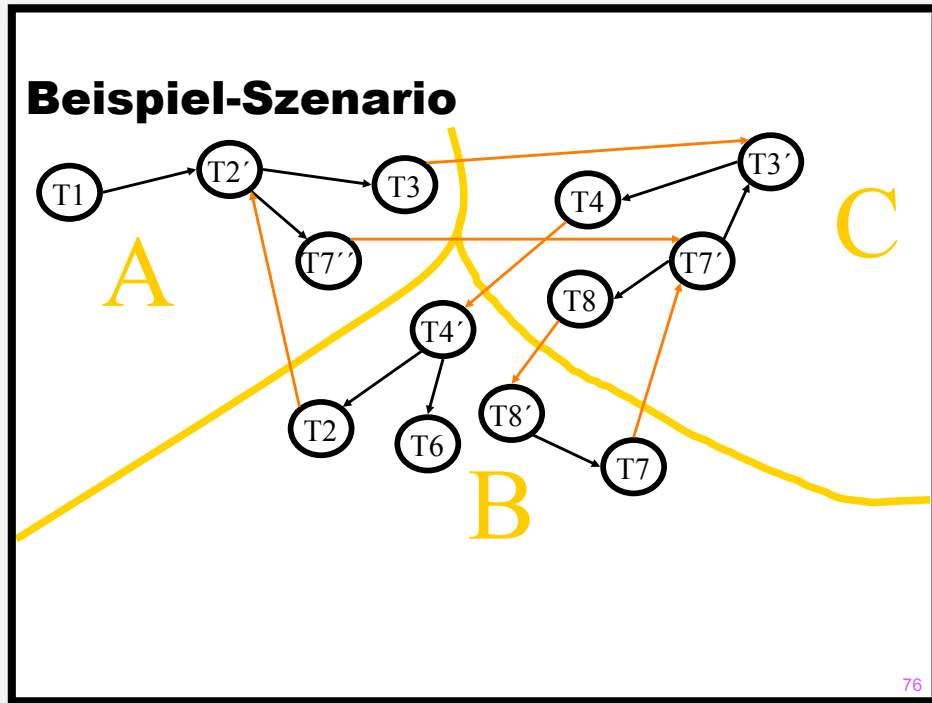 Beispiel-Szenario
T1
T2´
T3
T7´´
A
T3´
T4
C
T7´
T8
T4´
T2
T6
T8´
T7
B
76